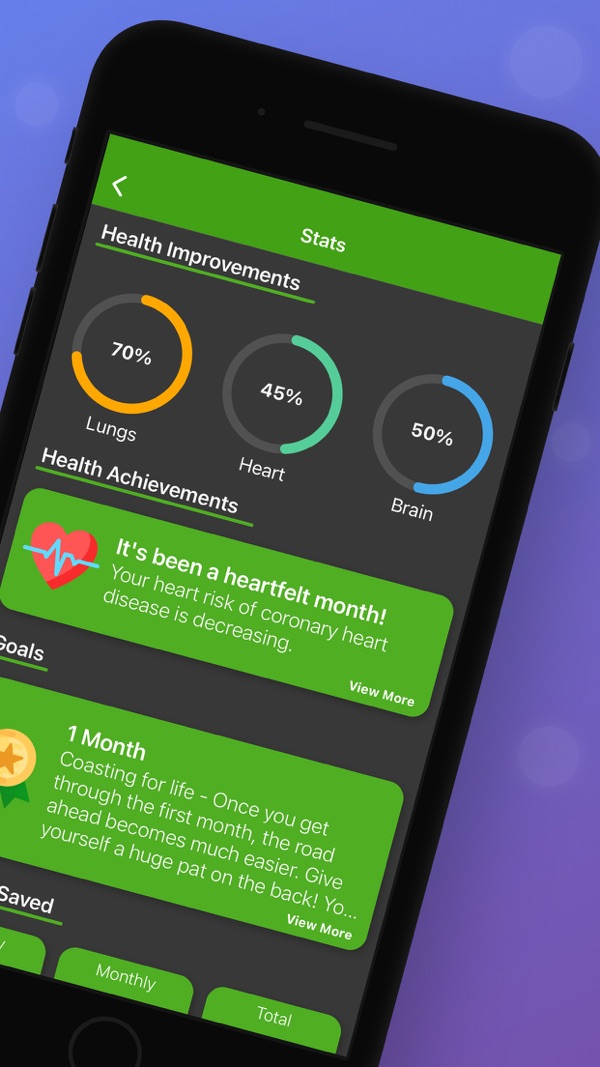 Stats
Health Improvements
70%
45%
50%
Lungs
Heart
Brain
Health Achievements
It's been a heartfelt month!
Your heart risk of coronary heart
disease is decreasing.
View More
Goals
1 Month
Coasting for life - Once you get
through the first month, the road
ahead becomes much easier. Give
yourself a huge pat on the back! Yo...
View More
Saved
Monthly
Total